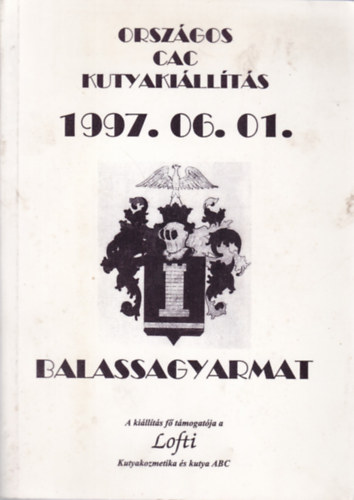 ORSZÁGOS
CAC
KUTYAKIÁLLÍTÁS
1997. 06. 01.
BALASSAGYARMAT
A kiállítás fő támogatója a
Lofti
Kutyakozmetika és kutya ABC